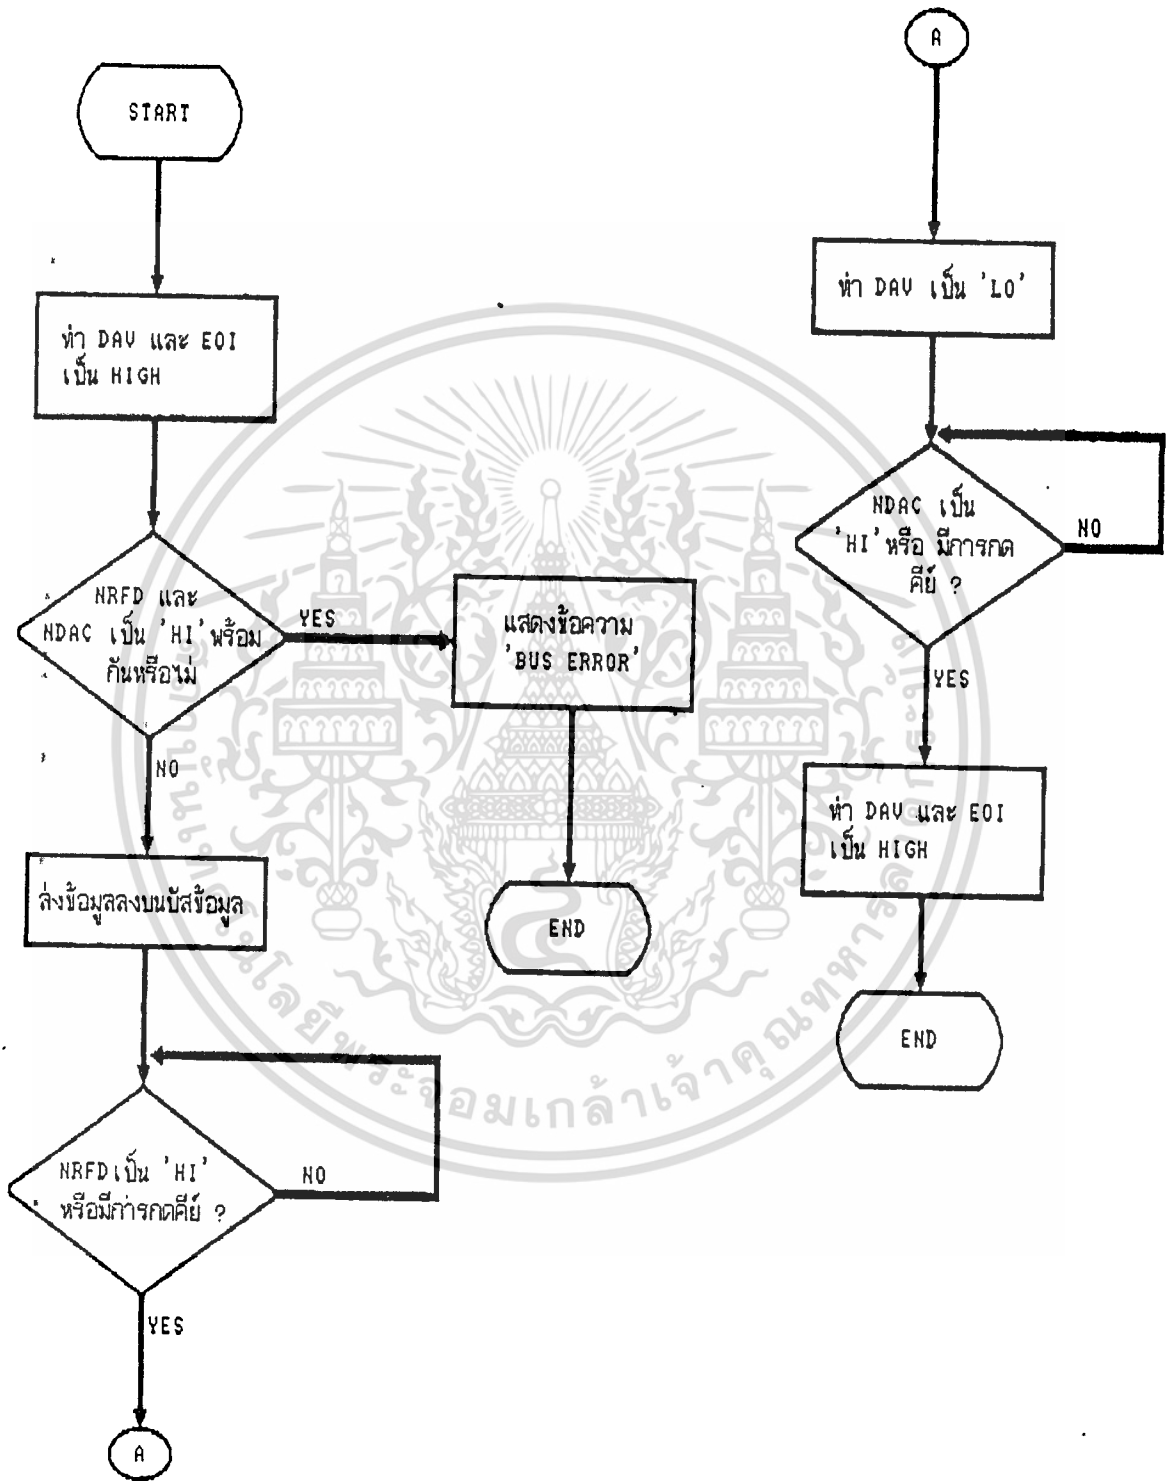 START
ทำ DAV และ EOI
เป็น HIGH
NRFD และ
NDAC เป็น 'HI' พร้อม
กันหรือไม่
YES
แสดงข้อความ
'BUS ERROR'
END
NO
ส่งข้อมูลลงบนบัสข้อมูล
NRFD เป็น 'HI'
หรือมีการกดคีย์ ?
NO
YES
A
A
ทำ DAV เป็น 'LO'
NDAC เป็น
'HI' หรือ มีการกด
คีย์ ?
NO
YES
ทำ DAV และ EOI
เป็น HIGH
END